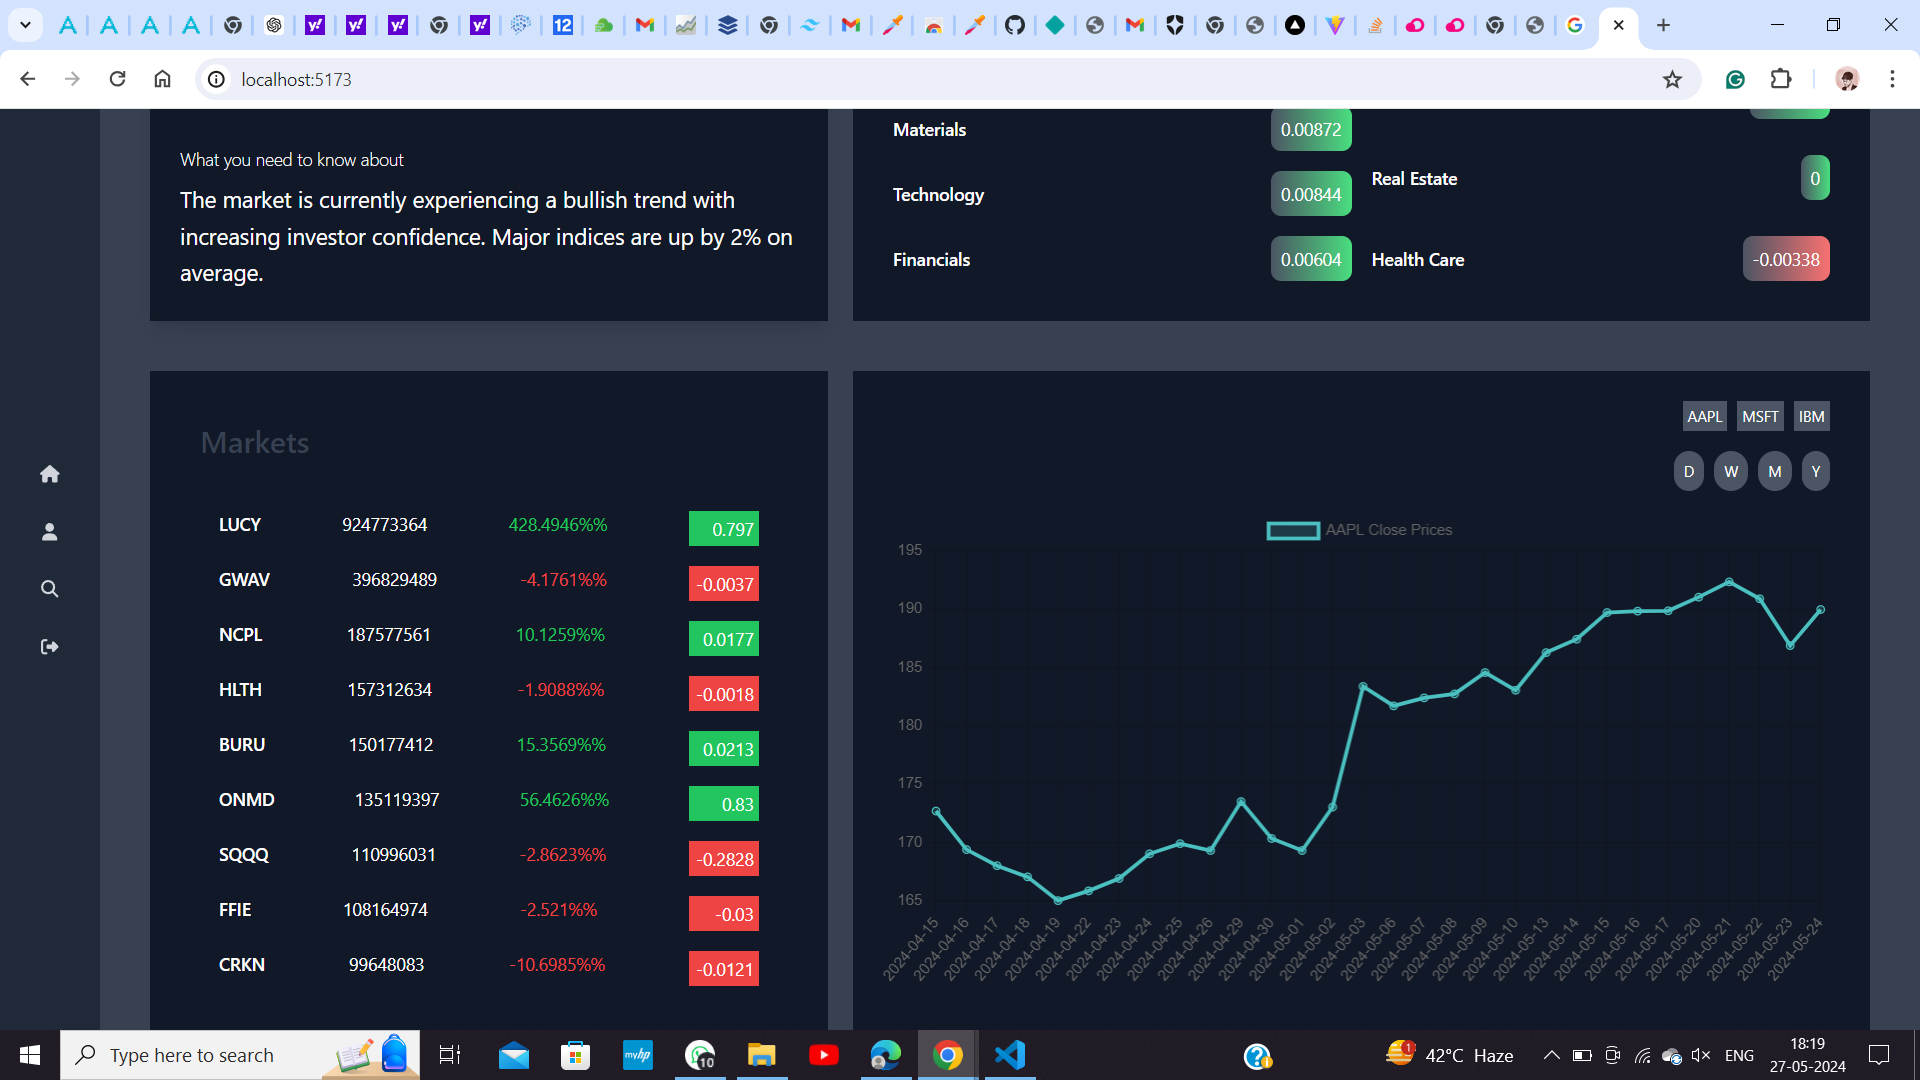 12
localhost:5173
What you need to know about
The market is currently experiencing a bullish trend with
increasing investor confidence. Major indices are up by 2% on
average.
Materials 0.00872
Technology 0.00844
Financials 0.00604
Real Estate 0
Health Care -0.00338
Markets
LUCY 924773364 428.4946%% 0.797
GWAV 396829489 -4.1761%% -0.0037
NCPL 187577561 10.1259%% 0.0177
HLTH 157312634 -1.9088%% -0.0018
BURU 150177412 15.3569%% 0.0213
ONMD 135119397 56.4626%% 0.83
SQQQ 110996031 -2.8623%% -0.2828
FFIE 108164974 -2.521%% -0.03
CRKN 99648083 -10.6985%% -0.0121
AAPL MSFT IBM
D W M Y
AAPL Close Prices
195
190
185
180
175
170
165
2024-04-15
2024-04-16
2024-04-17
2024-04-18
2024-04-19
2024-04-22
2024-04-23
2024-04-24
2024-04-25
2024-04-26
2024-04-29
2024-04-30
2024-05-01
2024-05-02
2024-05-03
2024-05-06
2024-05-07
2024-05-08
2024-05-09
2024-05-10
2024-05-13
2024-05-14
2024-05-15
2024-05-16
2024-05-17
2024-05-20
2024-05-21
2024-05-22
2024-05-23
2024-05-24
Type here to search
myhp
10
1
42°C Haze
ENG
18:19
27-05-2024